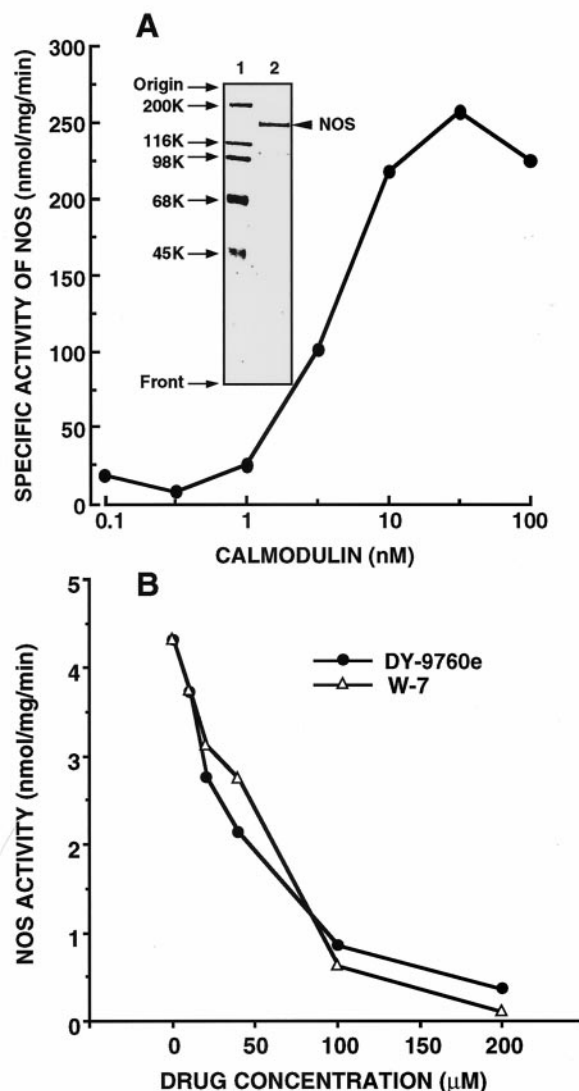 A
SPECIFIC ACTIVITY OF NOS (nmol/mg/min)
300
250
200
150
100
50
0
0.1
1
10
100
CALMODULIN (nM)
1 2
Origin
200K
116K
98K
68K
45K
Front
NOS
B
NOS ACTIVITY (nmol/mg/min)
5
4
3
2
1
0
DY-9760e
W-7
0 50 100 150 200
DRUG CONCENTRATION (μM)